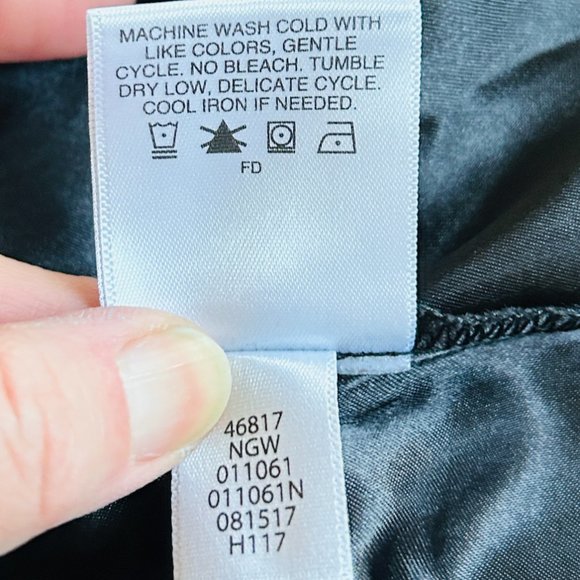 MACHINE WASH COLD WITH
LIKE COLORS, GENTLE
CYCLE. NO BLEACH. TUMBLE
DRY LOW, DELICATE CYCLE.
COOL IRON IF NEEDED.
FD
46817
NGW
011061
011061N
081517
H117